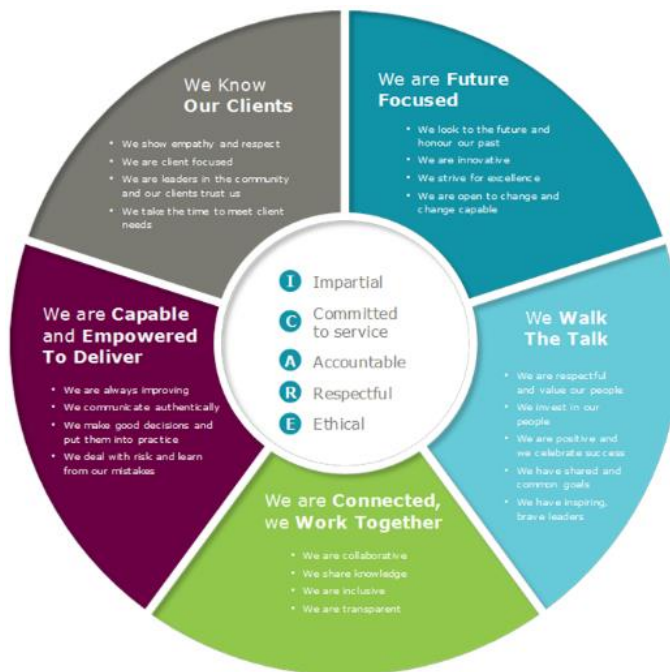 We Know
Our Clients
• We show empathy and respect
• We are client focused
• We are leaders in the community
and our clients trust us
• We take the time to meet client
needs
We are Future
Focused
• We look to the future and
honour our past
• We are innovative
• We strive for excellence
• We are open to change and
change capable
We Walk
The Talk
• We are respectful
and value our people
• We invest in our
people
• We are positive and
we celebrate success
• We have shared and
common goals
• We have inspiring,
brave leaders
We are Connected,
we Work Together
• We are collaborative
• We share knowledge
• We are inclusive
• We are transparent
We are Capable
and Empowered
To Deliver
• We are always improving
• We communicate authentically
• We make good decisions and
put them into practice
• We deal with risk and learn
from our mistakes
I Impartial
C Committed
to service
A Accountable
R Respectful
E Ethical